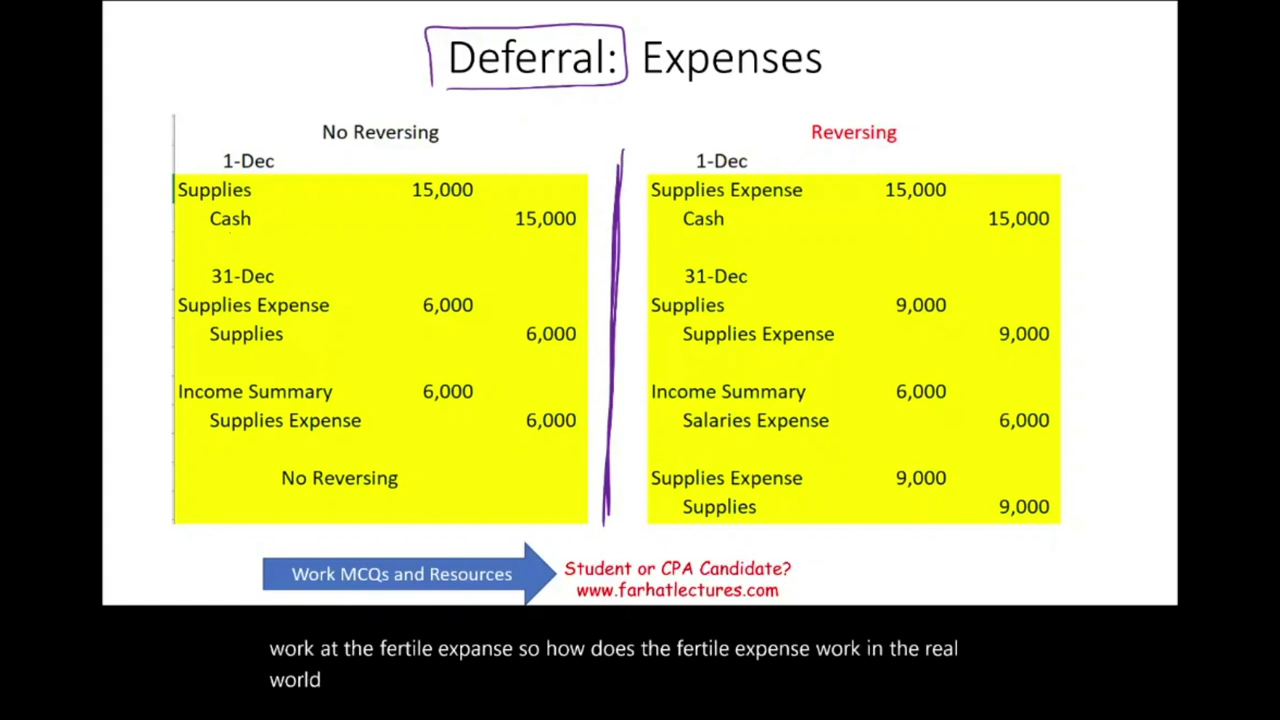 Deferral: Expenses
No Reversing
1-Dec
Supplies 15,000
Cash 15,000
31-Dec
Supplies Expense 6,000
Supplies 6,000
Income Summary 6,000
Supplies Expense 6,000
No Reversing
Reversing
1-Dec
Supplies Expense 15,000
Cash 15,000
31-Dec
Supplies 9,000
Supplies Expense 9,000
Income Summary 6,000
Salaries Expense 6,000
Supplies Expense 9,000
Supplies 9,000
Work MCQs and Resources
Student or CPA Candidate?
www.farhatlectures.com
work at the fertile expanse so how does the fertile expense work in the real
world